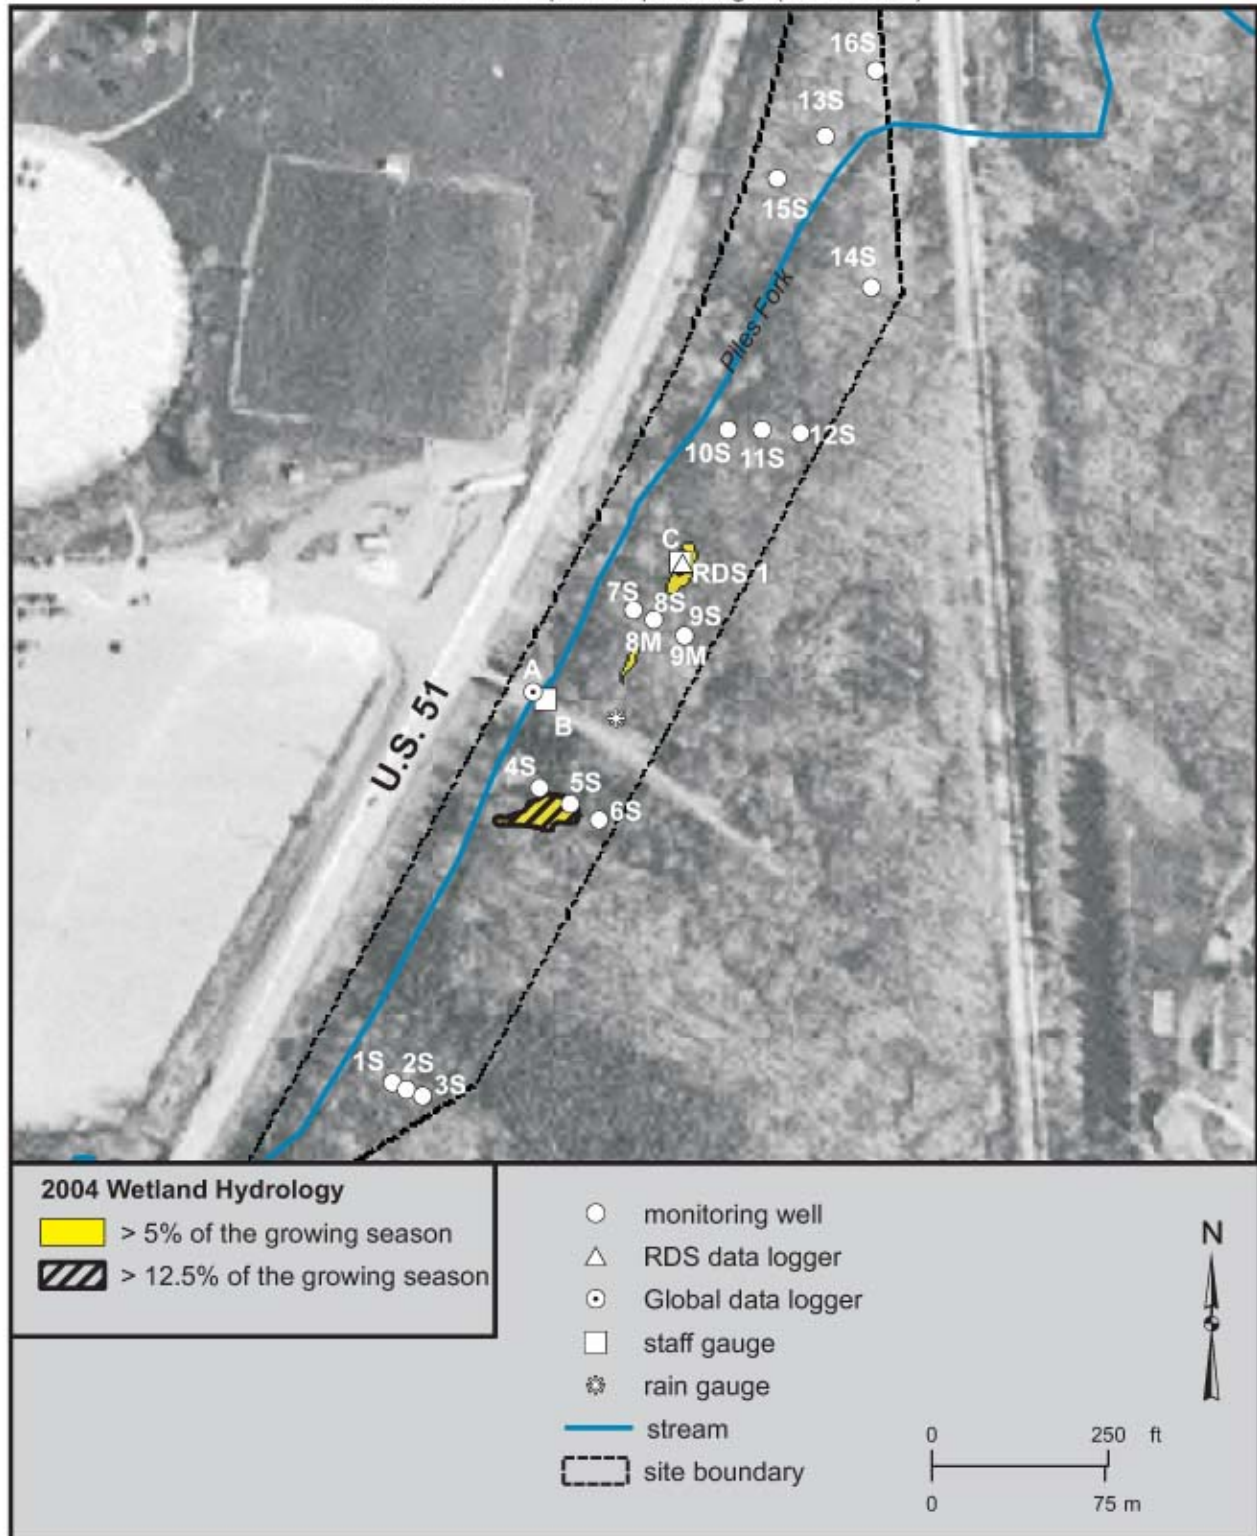 16S
13S
15S
14S
Piles Fork
10S
11S
12S
C
RDS 1
7S
8S
9S
8M
9M
A
B
U.S. 51
4S
5S
6S
1S
2S
3S
2004 Wetland Hydrology
> 5% of the growing season
> 12.5% of the growing season
monitoring well
RDS data logger
Global data logger
staff gauge
rain gauge
stream
site boundary
N
0 250 ft
0 75 m